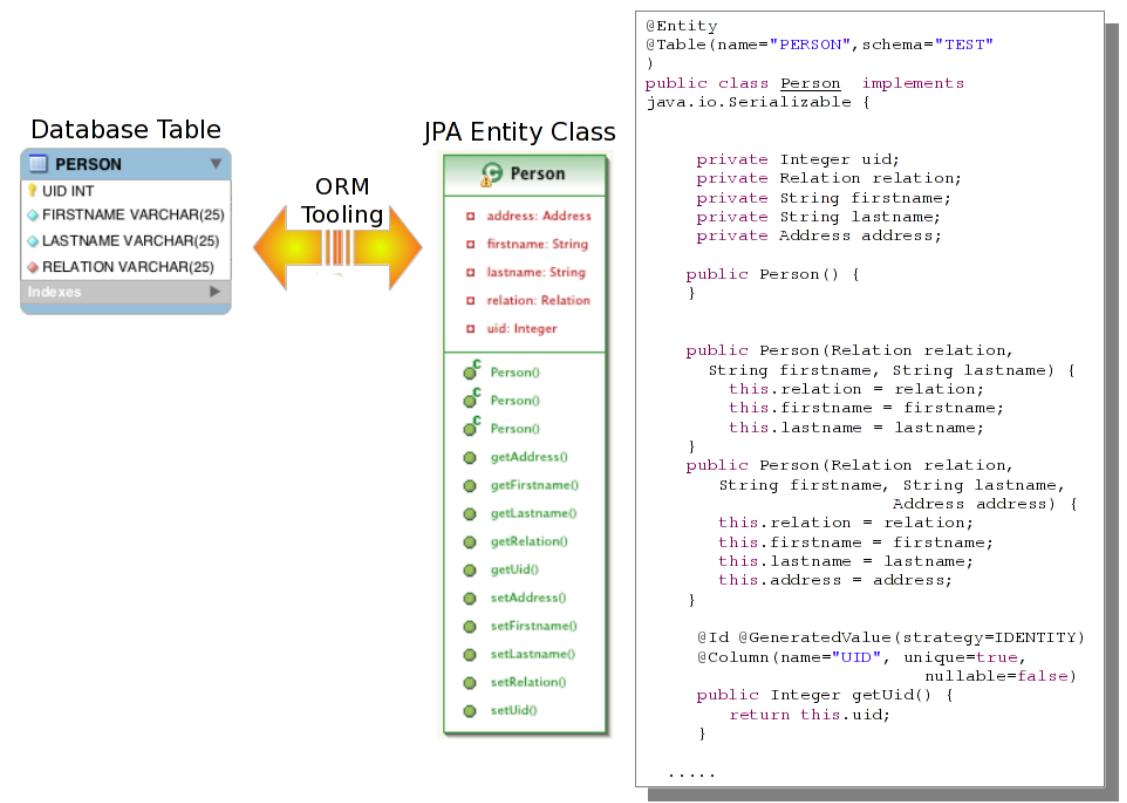 Database Table
PERSON
UID INT
FIRSTNAME VARCHAR(25)
LASTNAME VARCHAR(25)
RELATION VARCHAR(25)
Indexes
ORM
Tooling
JPA Entity Class
Person
address: Address
firstname: String
lastname: String
relation: Relation
uid: Integer
Person()
Person()
Person()
getAddress()
getFirstname()
getLastname()
getRelation()
getUid()
setAddress()
setFirstname()
setLastname()
setRelation()
setUid()
@Entity
@Table(name="PERSON",schema="TEST"
)
public class Person implements
java.io.Serializable {
private Integer uid;
private Relation relation;
private String firstname;
private String lastname;
private Address address;
public Person() {
}
public Person(Relation relation,
String firstname, String lastname) {
this.relation = relation;
this.firstname = firstname;
this.lastname = lastname;
}
public Person(Relation relation,
String firstname, String lastname,
Address address) {
this.relation = relation;
this.firstname = firstname;
this.lastname = lastname;
this.address = address;
}
@Id @GeneratedValue(strategy=IDENTITY)
@Column(name="UID", unique=true,
nullable=false)
public Integer getUid() {
return this.uid;
}
.....